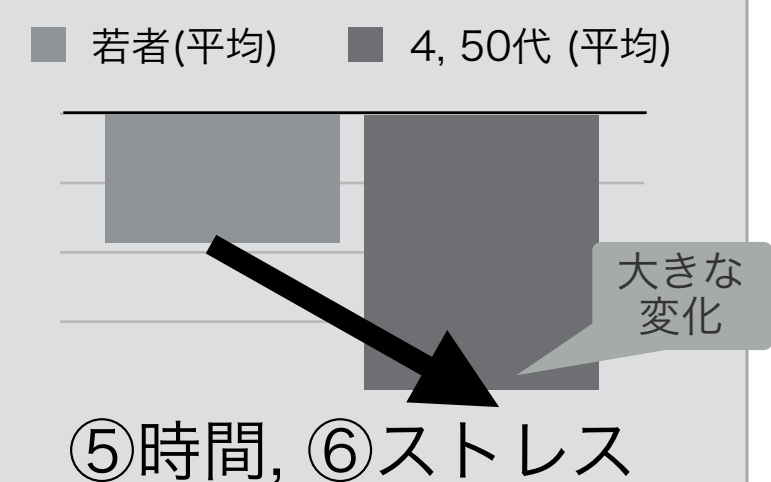 若者(平均)
4, 50代 (平均)
大きな
変化
⑤時間, ⑥ストレス